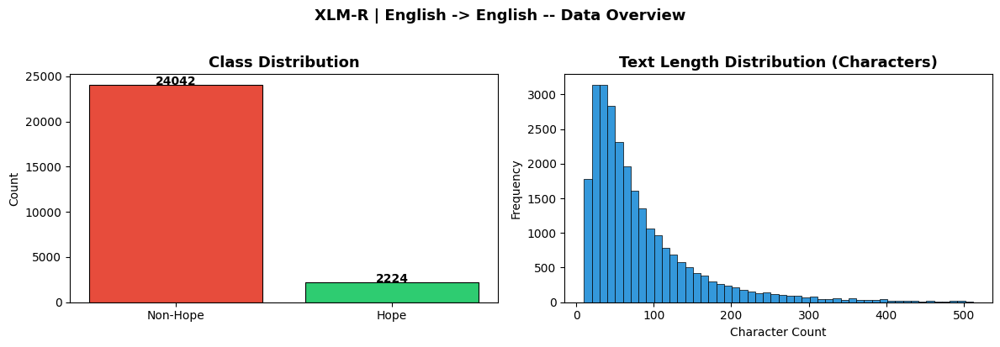 XLM-R | English -> English -- Data Overview
Class Distribution
24042
2224
25000
20000
15000
10000
5000
0
Count
Non-Hope
Hope
Text Length Distribution (Characters)
3000
2500
2000
1500
1000
500
0
Frequency
0
100
200
300
400
500
Character Count